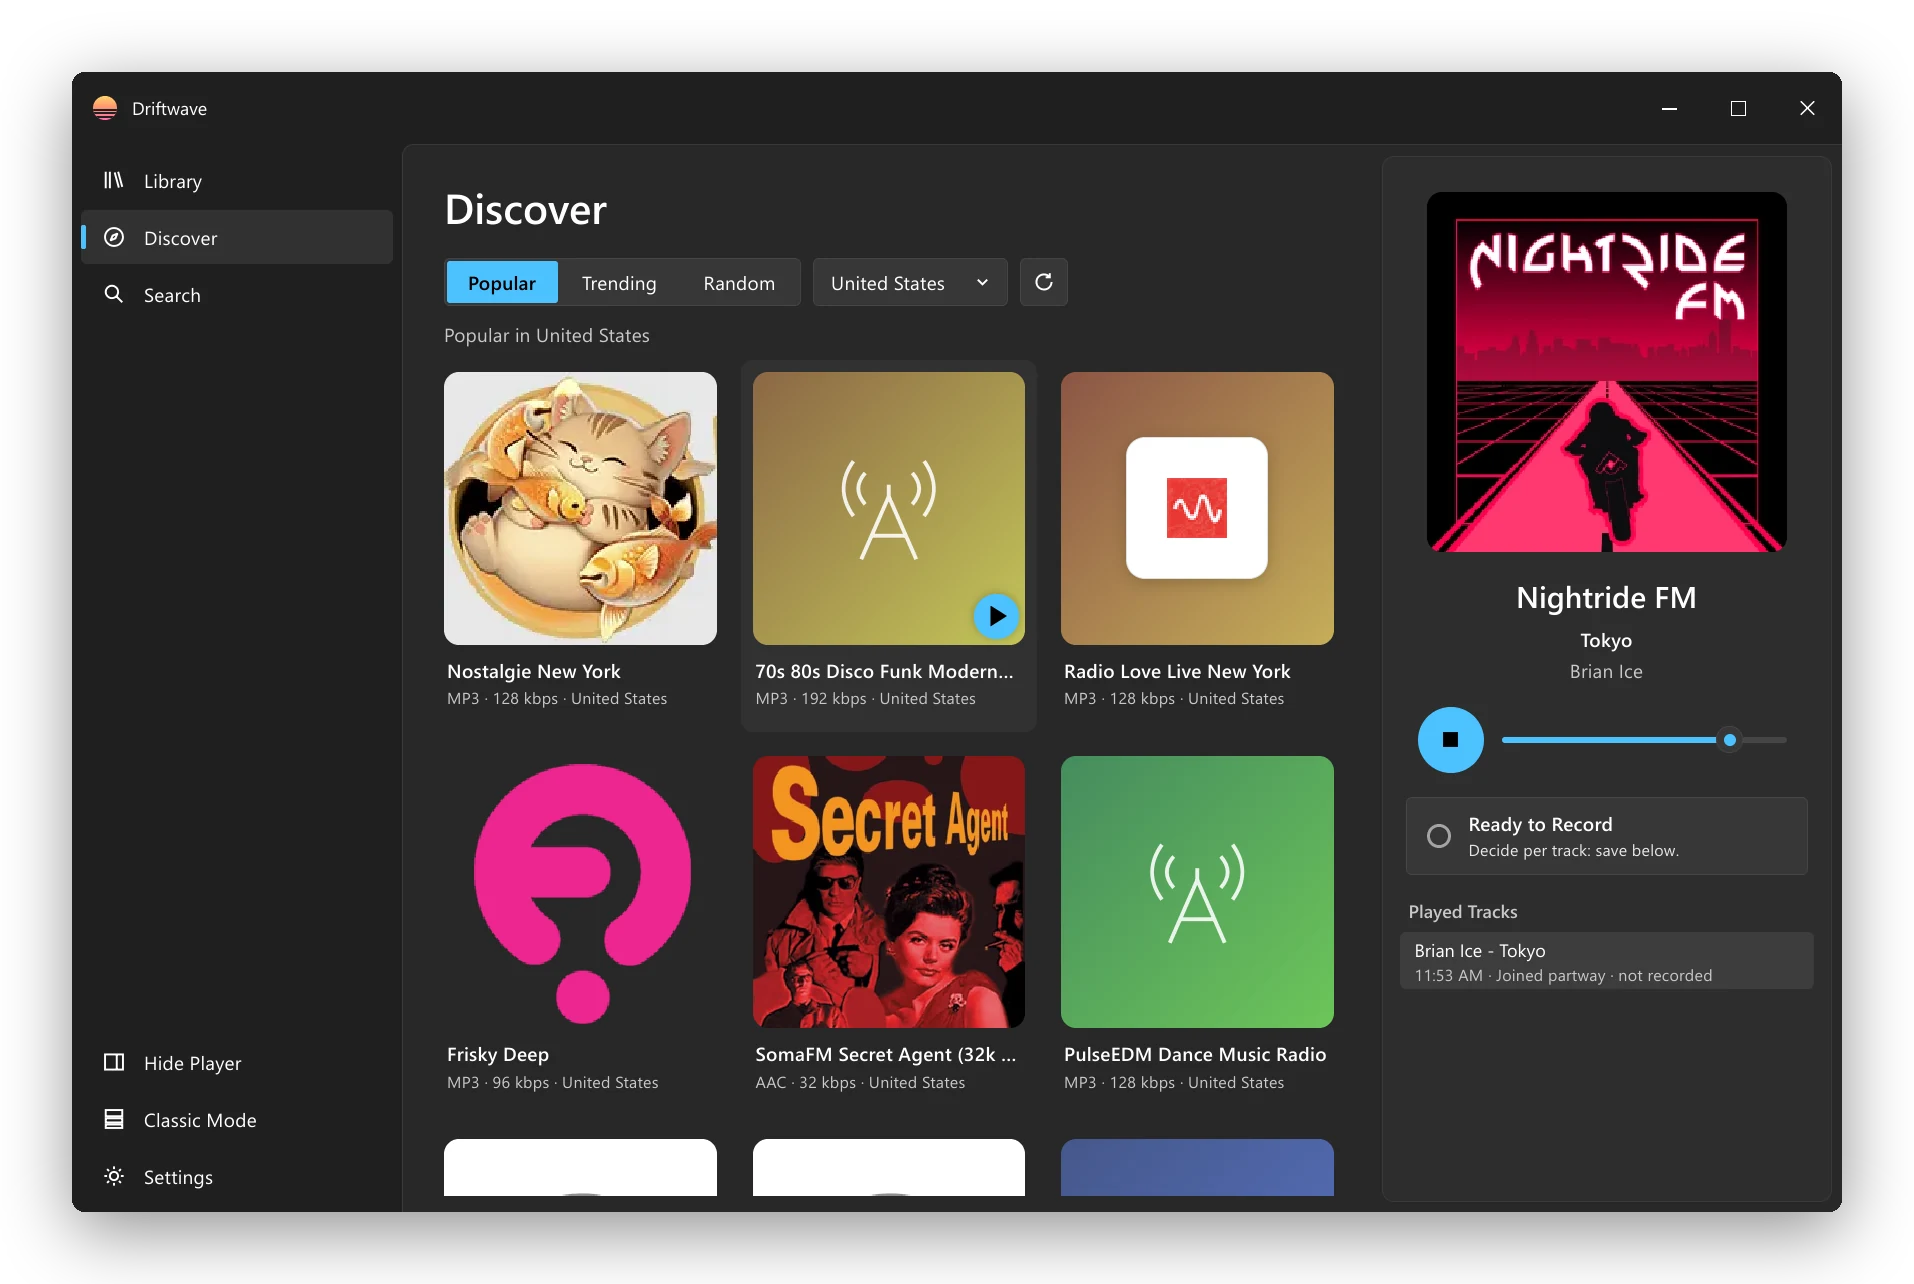 Driftwave
Library
Discover
Search
Hide Player
Classic Mode
Settings
Discover
Popular
Trending
Random
United States
Popular in United States
Nostalgie New York
MP3 · 128 kbps · United States
70s 80s Disco Funk Modern...
MP3 · 192 kbps · United States
Radio Love Live New York
MP3 · 128 kbps · United States
Secret Agent
Frisky Deep
MP3 · 96 kbps · United States
SomaFM Secret Agent (32k ...
AAC · 32 kbps · United States
PulseEDM Dance Music Radio
MP3 · 128 kbps · United States
NIGHTRIDE
FM
Nightride FM
Tokyo
Brian Ice
Ready to Record
Decide per track: save below.
Played Tracks
Brian Ice - Tokyo
11:53 AM · Joined partway · not recorded